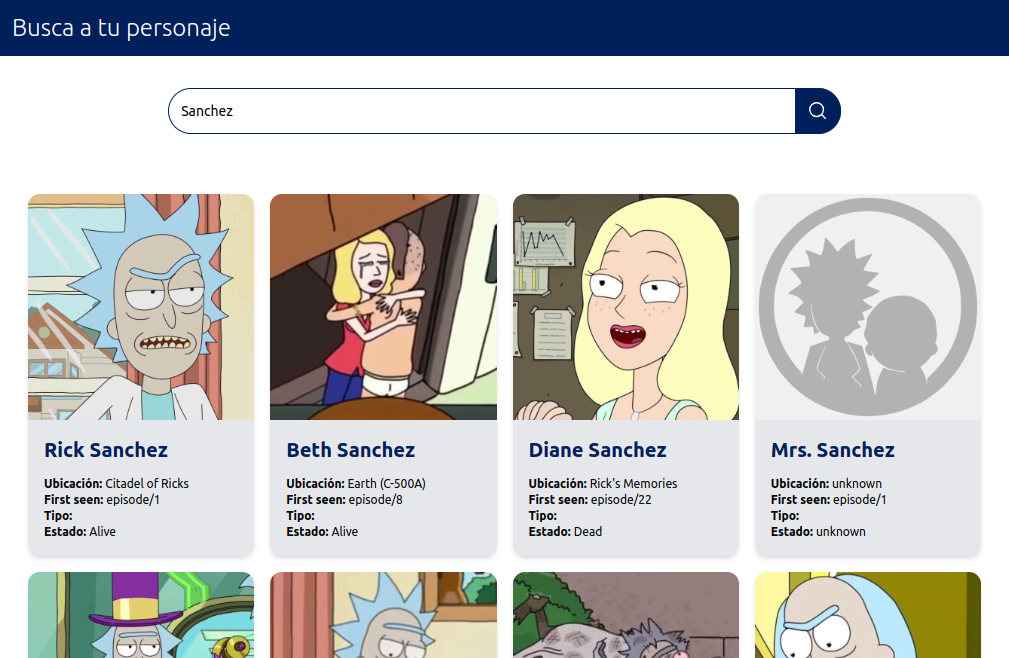 Busca a tu personaje
Sanchez
Rick Sanchez
Ubicación: Citadel of Ricks
First seen: episode/1
Tipo:
Estado: Alive
Beth Sanchez
Ubicación: Earth (C-500A)
First seen: episode/8
Tipo:
Estado: Alive
Diane Sanchez
Ubicación: Rick's Memories
First seen: episode/22
Tipo:
Estado: Dead
Mrs. Sanchez
Ubicación: unknown
First seen: episode/1
Tipo:
Estado: unknown